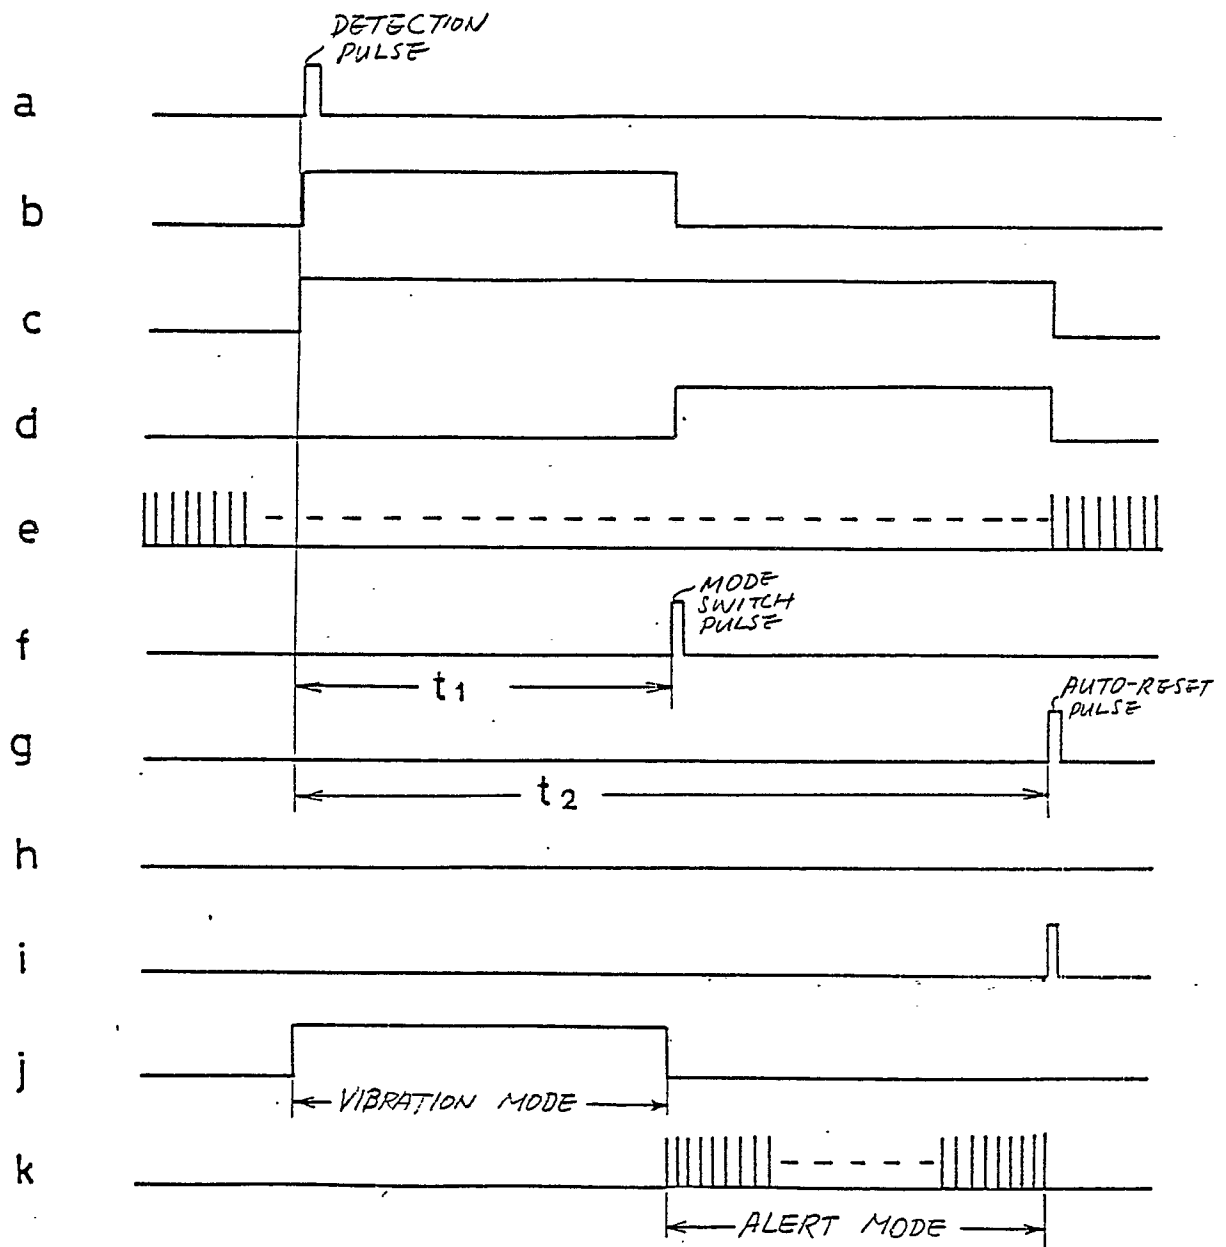 DETECTION
PULSE
a
b
c
d
e
MODE
SWITCH
PULSE
f
t1
AUTO-RESET
PULSE
g
t2
h
i
j
VIBRATION MODE
k
ALERT MODE